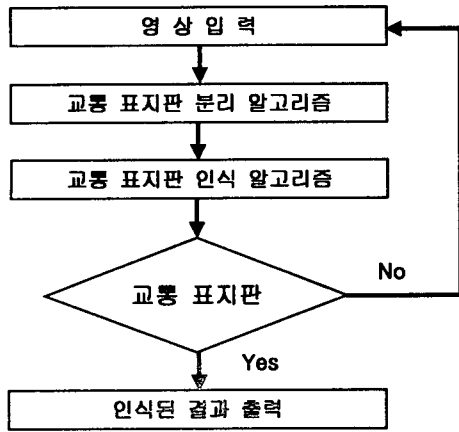 영 상 입 력
교통 표지판 분리 알고리즘
교통 표지판 인식 알고리즘
교통 표지판
No
Yes
인식된 결과 출력